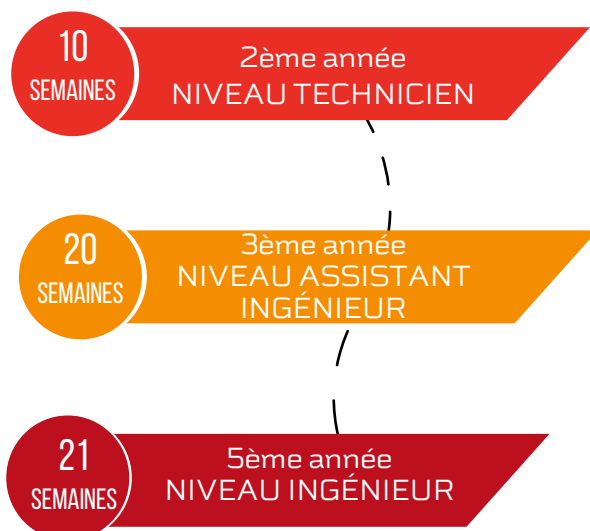 10
SEMAINES
2ème année
NIVEAU TECHNICIEN
20
SEMAINES
3ème année
NIVEAU ASSISTANT
INGÉNIEUR
21
SEMAINES
5ème année
NIVEAU INGÉNIEUR